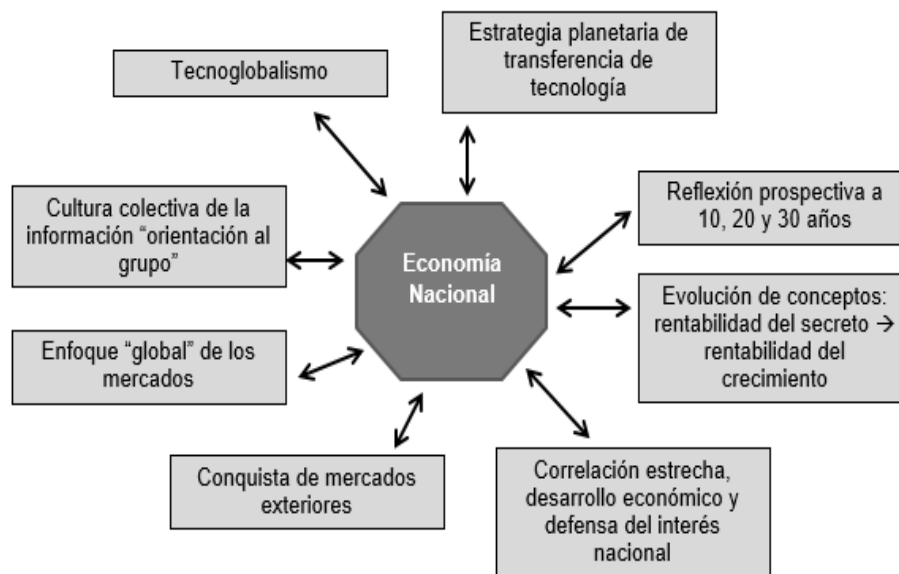 Estrategia planetaria de
transferencia de
tecnología
Tecnoglobalismo
Reflexión prospectiva a
10, 20 y 30 años
Cultura colectiva de la
información “orientación al
grupo”
Economía
Nacional
Evolución de conceptos:
rentabilidad del secreto →
rentabilidad del
crecimiento
Enfoque “global” de los
mercados
Conquista de mercados
exteriores
Correlación estrecha,
desarrollo económico y
defensa del interés
nacional